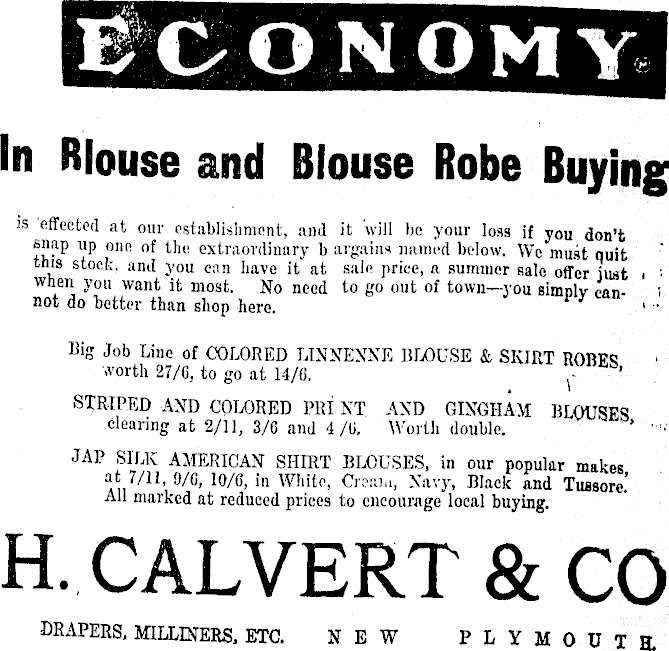 ECONOMY
In Blouse and Blouse Robe Buying
is effected at our establishment, and it will be your loss if you don't
snap up one of the extraordinary bargains named below. We must quit
this stock, and you can have it at sale price, a summer sale offer just
when you want it most. No need to go out of town—you simply can-
not do better than shop here.
Big Job Line of COLORED LINNENNE BLOUSE & SKIRT ROBES,
worth 27/6, to go at 14/6.
STRIPED AND COLORED PRINT AND GINGHAM BLOUSES,
clearing at 2/11, 3/6 and 4/6. Worth double.
JAP SILK AMERICAN SHIRT BLOUSES, in our popular makes,
at 7/11, 9/6, 10/6, in White, Cream, Navy, Black and Tussore.
All marked at reduced prices to encourage local buying.
H. CALVERT & CO
DRAPERS, MILLINERS, ETC. NEW PLYMOUTH.